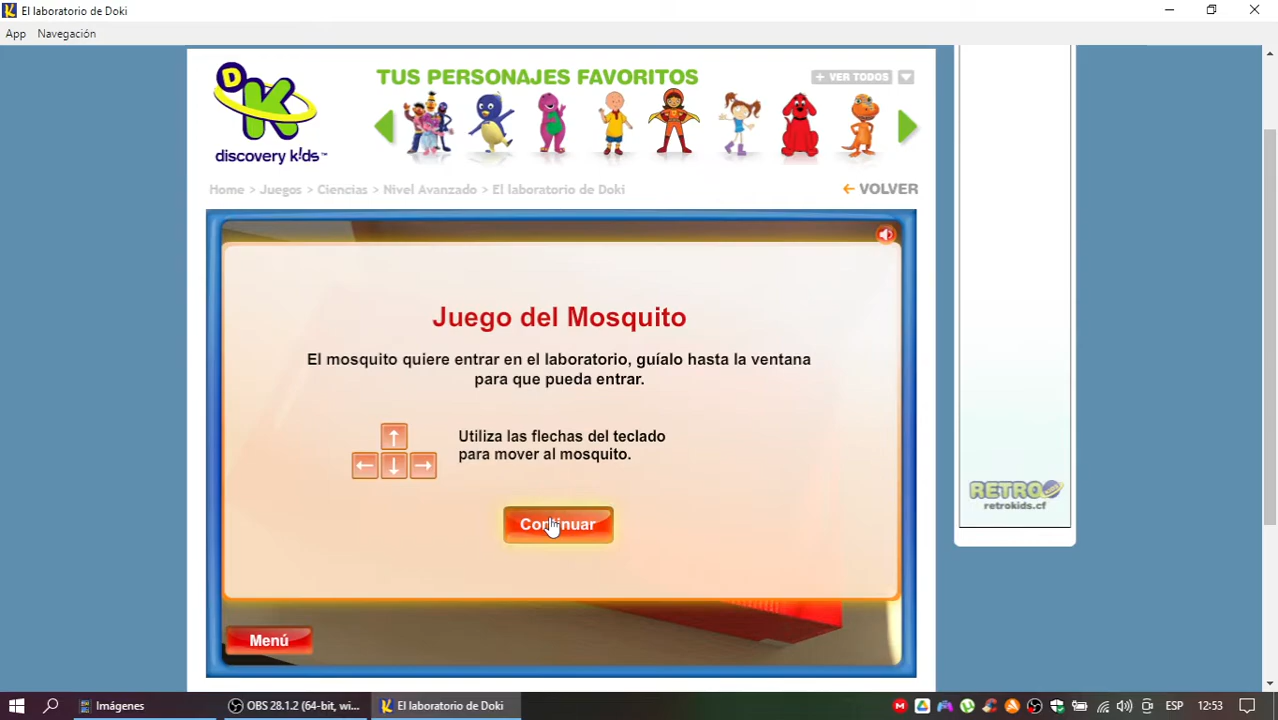 El laboratorio de Doki
App Navegación
DK
discovery kids™
TUS PERSONAJES FAVORITOS
+ VER TODOS
Home > Juegos > Ciencias > Nivel Avanzado > El laboratorio de Doki
← VOLVER
Juego del Mosquito
El mosquito quiere entrar en el laboratorio, guíalo hasta la ventana
para que pueda entrar.
Utiliza las flechas del teclado
para mover al mosquito.
Continuar
Menú
RETRO
retrokids.cf
Imágenes
OBS 28.1.2 (64-bit, wi...
El laboratorio de Doki
ESP
12:53